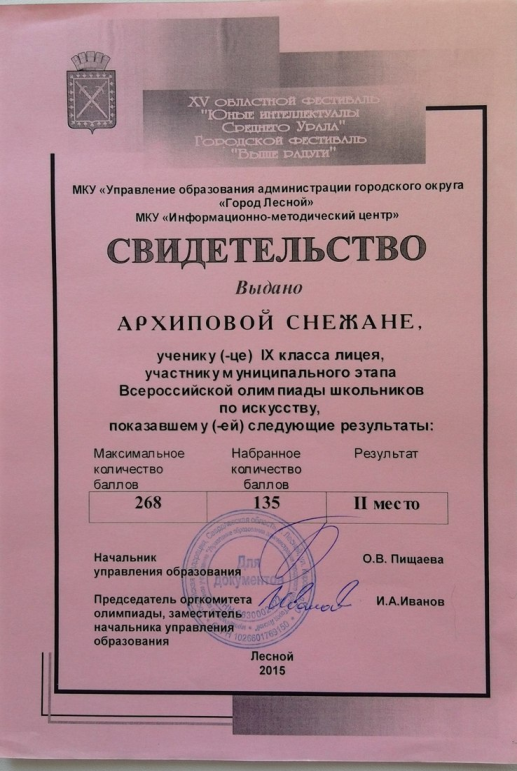 XV областной фестиваль
"Юные интеллектуалы
Среднего Урала"
Городской фестиваль
"Выше радуги"
МКУ «Управление образования администрации городского округа
«Город Лесной»
МКУ «Информационно-методический центр»
СВИДЕТЕЛЬСТВО
Выдано
АРХИПОВОЙ СНЕЖАНЕ,
ученику (-це) IX класса лицея,
участнику муниципального этапа
Всероссийской олимпиады школьников
по искусству,
показавшему (-ей) следующие результаты:
Максимальное количество баллов
Набранное количество баллов
Результат
268 135 II место
Начальник
управления образования О.В. Пищаева
Для
документов
Председатель оргкомитета
олимпиады, заместитель И.А.Иванов
начальника управления
образования
Лесной
2015